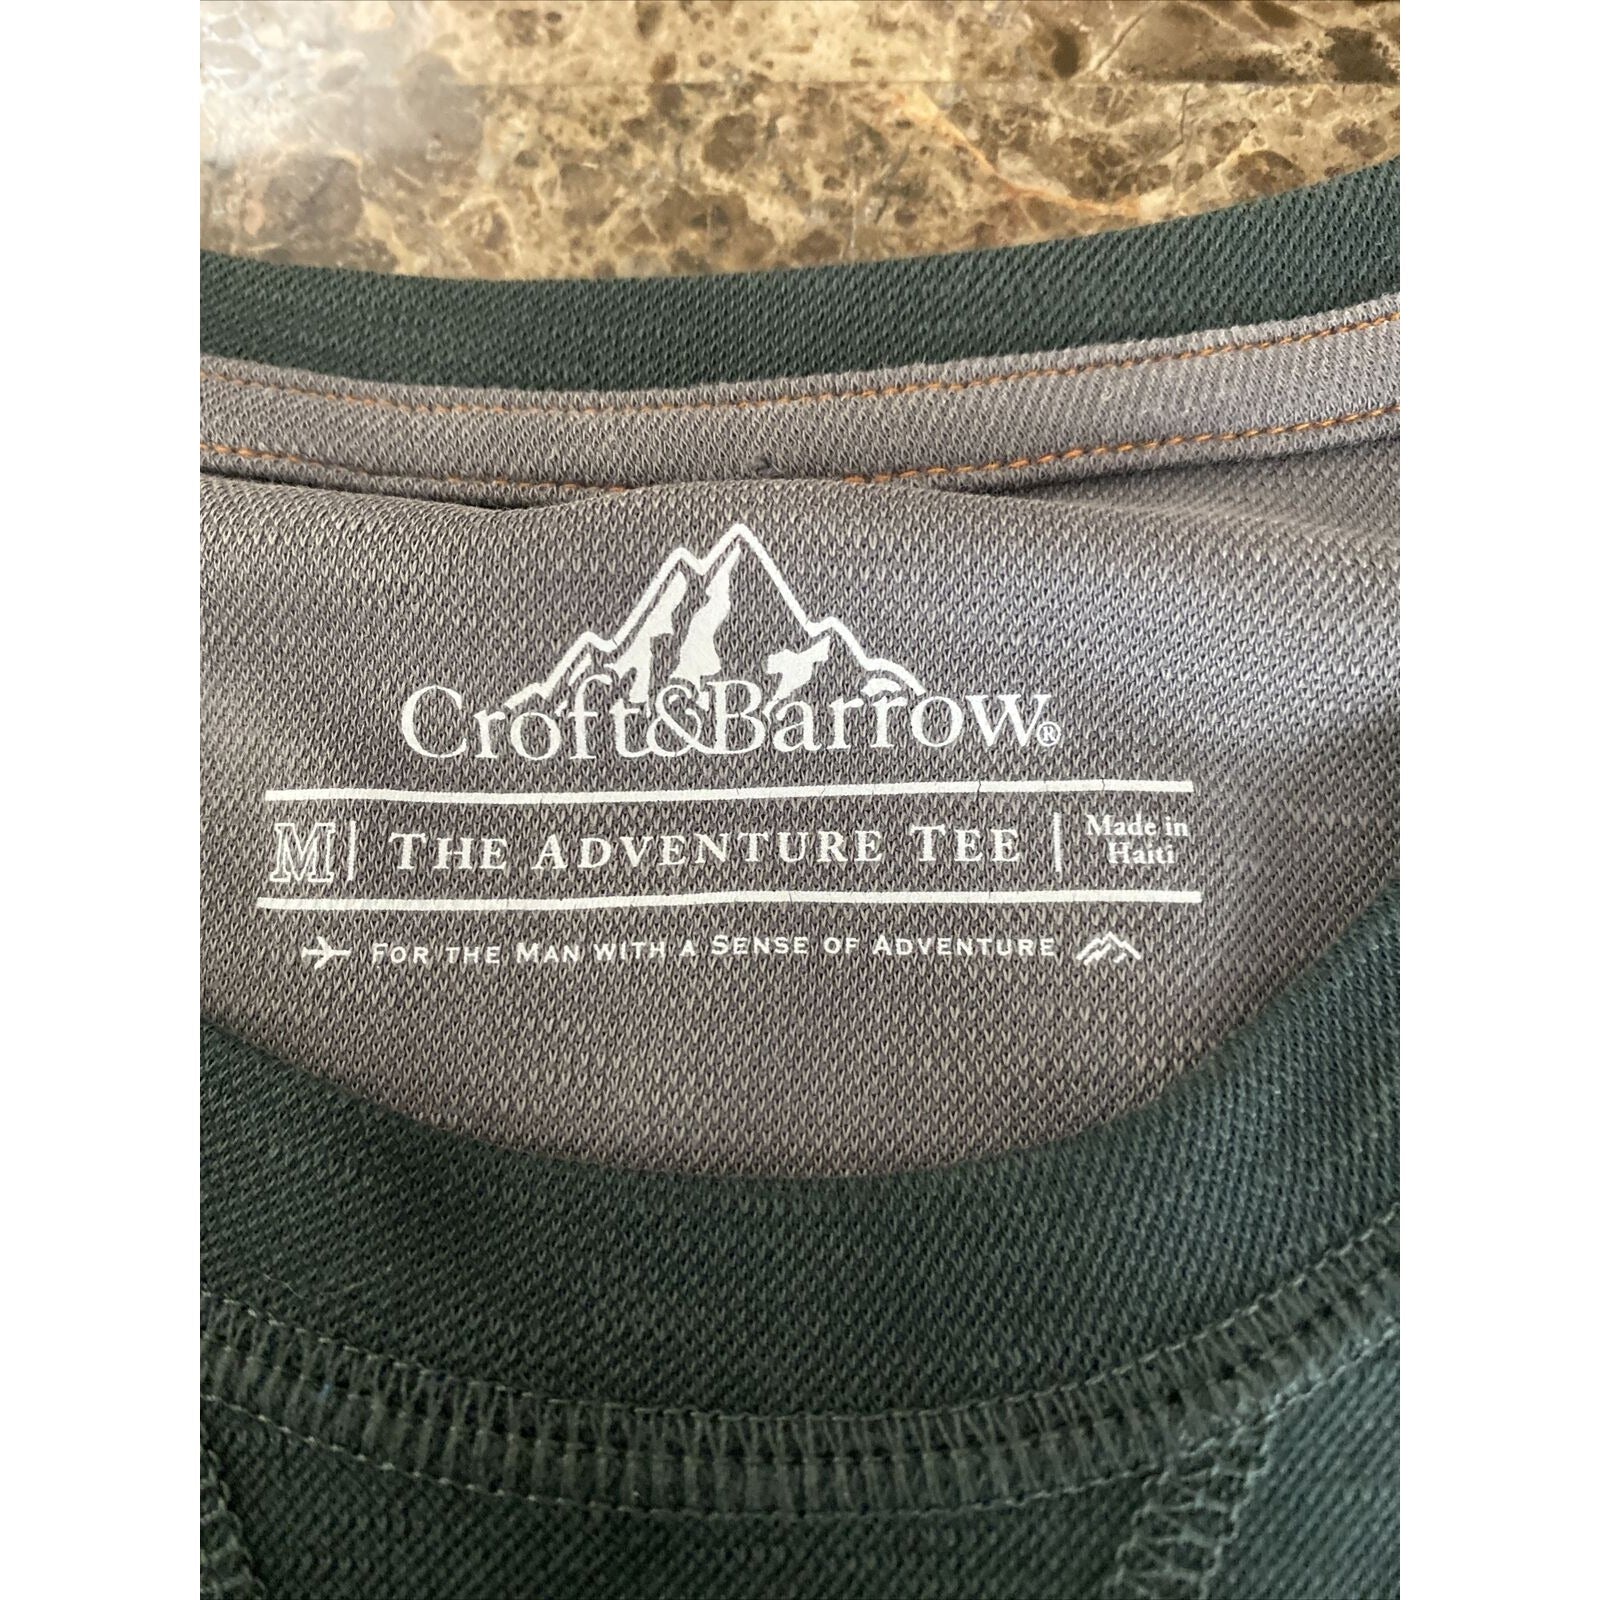 Croft&Barrow®
M | THE ADVENTURE TEE | Made in Haiti
FOR THE MAN WITH A SENSE OF ADVENTURE